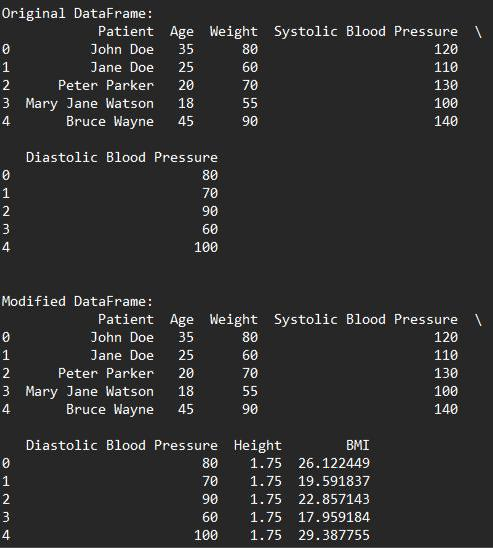 Original DataFrame:
Patient Age Weight Systolic Blood Pressure \
0 John Doe 35 80 120
1 Jane Doe 25 60 110
2 Peter Parker 20 70 130
3 Mary Jane Watson 18 55 100
4 Bruce Wayne 45 90 140
Diastolic Blood Pressure
0 80
1 70
2 90
3 60
4 100
Modified DataFrame:
Patient Age Weight Systolic Blood Pressure \
0 John Doe 35 80 120
1 Jane Doe 25 60 110
2 Peter Parker 20 70 130
3 Mary Jane Watson 18 55 100
4 Bruce Wayne 45 90 140
Diastolic Blood Pressure Height BMI
0 80 1.75 26.122449
1 70 1.75 19.591837
2 90 1.75 22.857143
3 60 1.75 17.959184
4 100 1.75 29.387755